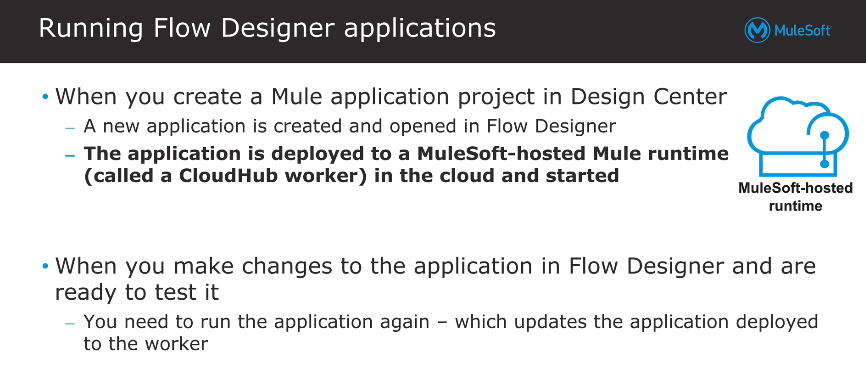 Running Flow Designer applications
MuleSoft
• When you create a Mule application project in Design Center
– A new application is created and opened in Flow Designer
– The application is deployed to a MuleSoft-hosted Mule runtime
(called a CloudHub worker) in the cloud and started
MuleSoft-hosted
runtime
• When you make changes to the application in Flow Designer and are
ready to test it
– You need to run the application again – which updates the application deployed
to the worker